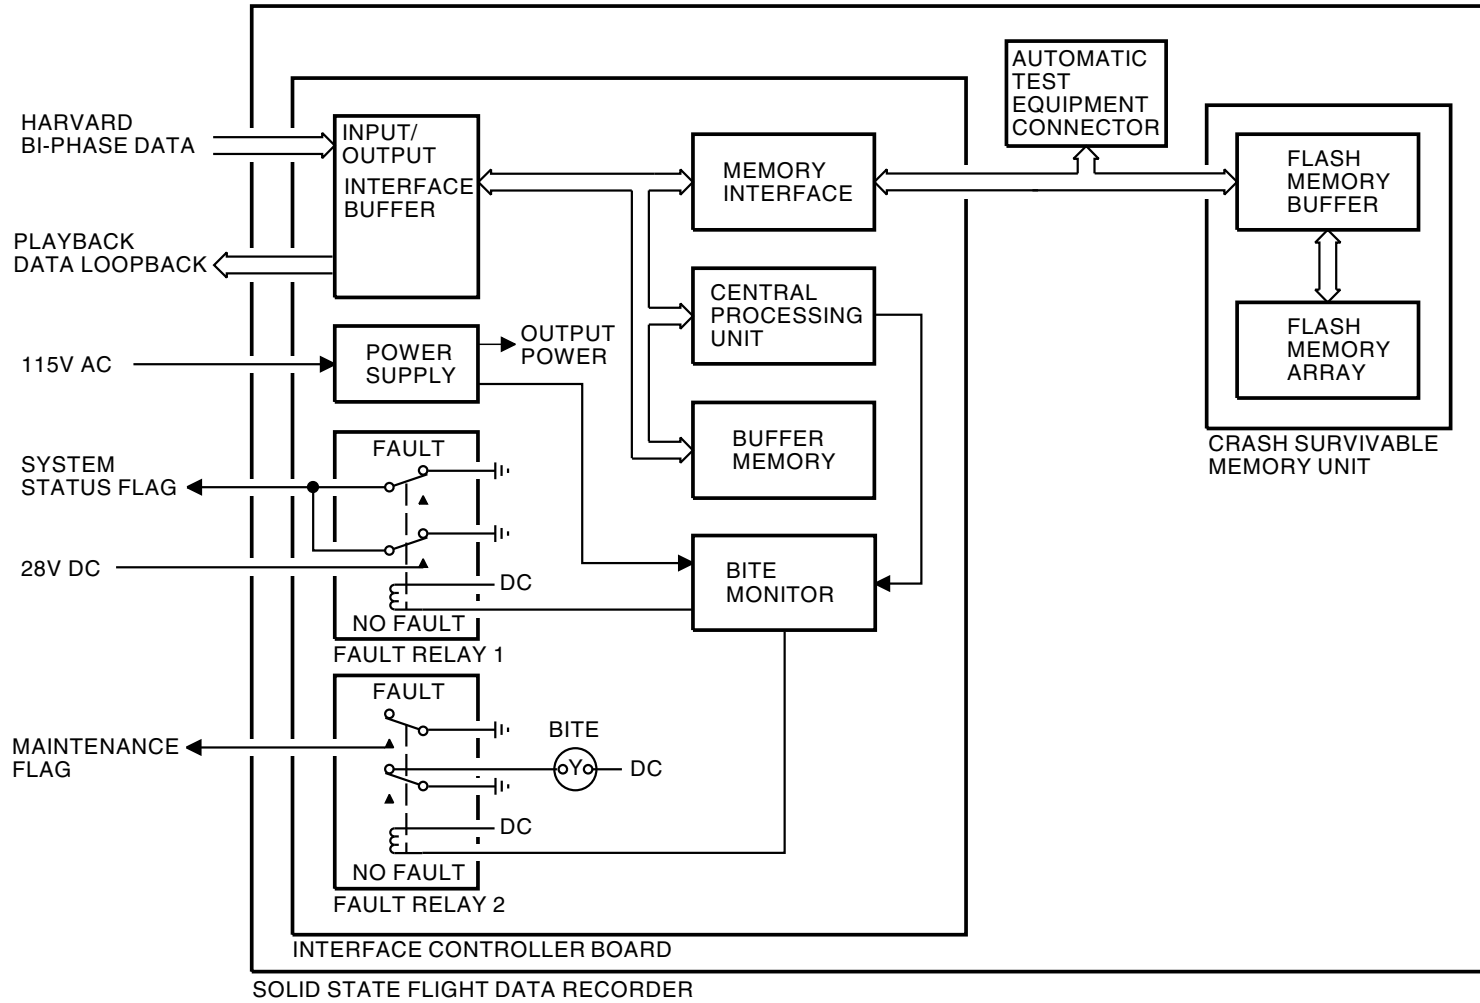 HARVARD
BI-PHASE DATA
PLAYBACK
DATA LOOPBACK
115V AC
SYSTEM
STATUS FLAG
28V DC
MAINTENANCE
FLAG
INPUT/
OUTPUT
INTERFACE
BUFFER
POWER
SUPPLY
OUTPUT
POWER
FAULT
DC
NO FAULT
FAULT RELAY 1
FAULT
BITE
Y
DC
DC
NO FAULT
FAULT RELAY 2
MEMORY
INTERFACE
CENTRAL
PROCESSING
UNIT
BUFFER
MEMORY
BITE
MONITOR
AUTOMATIC
TEST
EQUIPMENT
CONNECTOR
FLASH
MEMORY
BUFFER
FLASH
MEMORY
ARRAY
CRASH SURVIVABLE
MEMORY UNIT
INTERFACE CONTROLLER BOARD
SOLID STATE FLIGHT DATA RECORDER